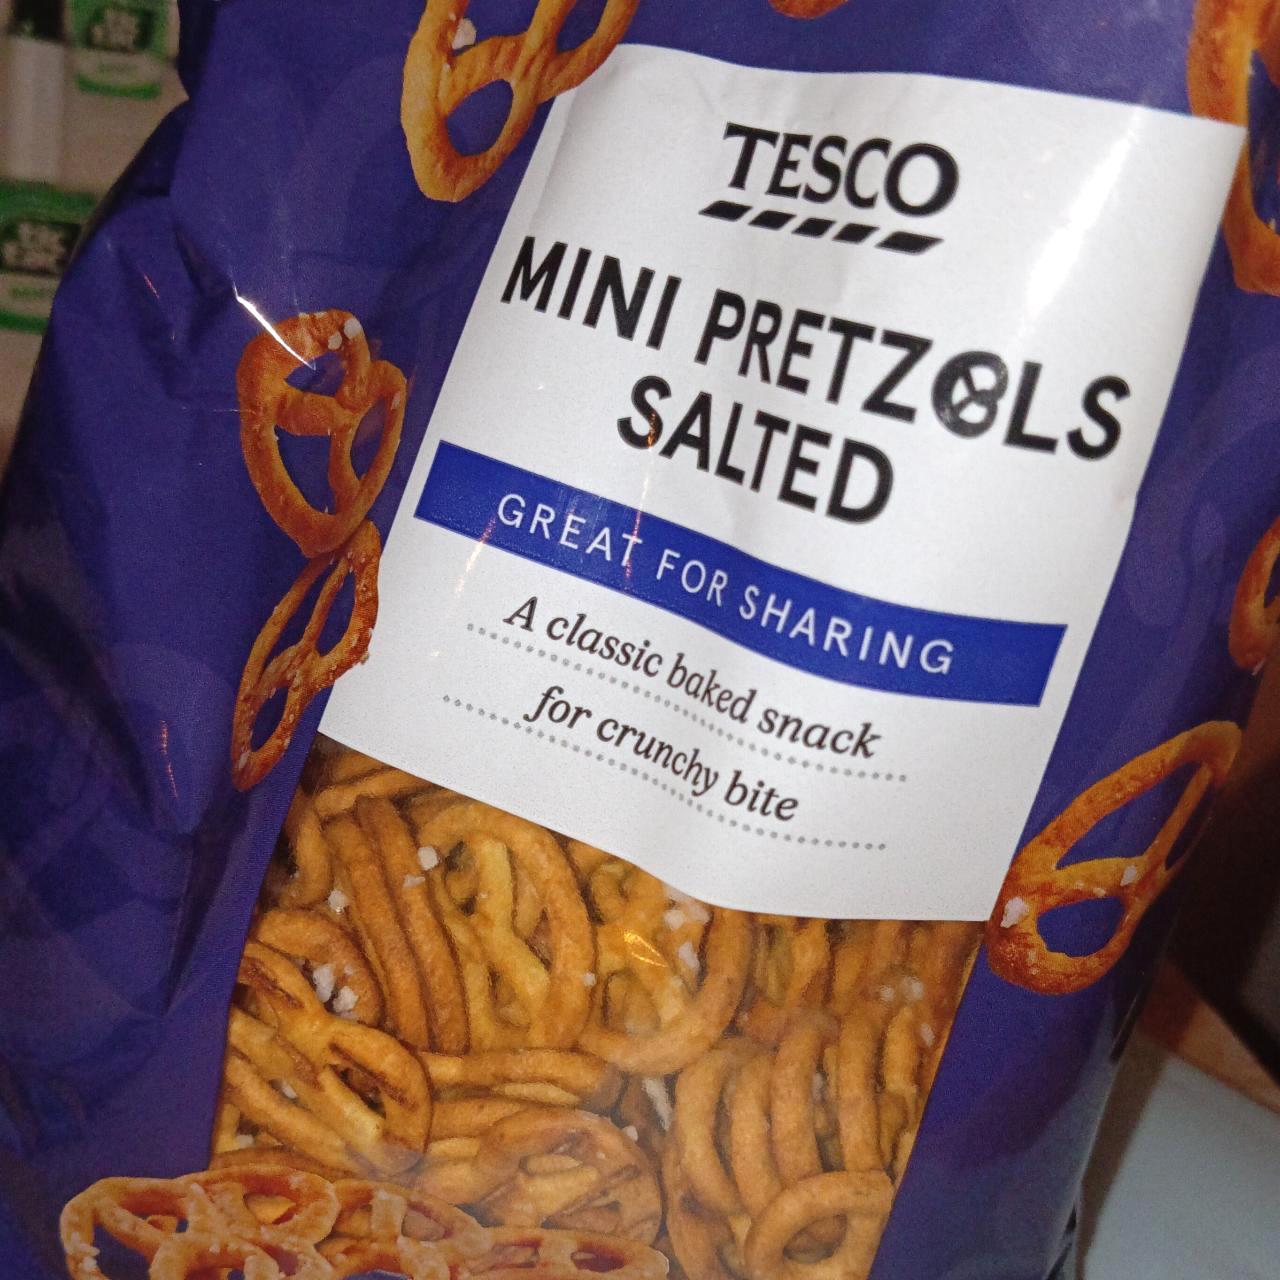 TESCO
MINI PRETZELS
SALTED
GREAT FOR SHARING
A classic baked snack
for crunchy bite